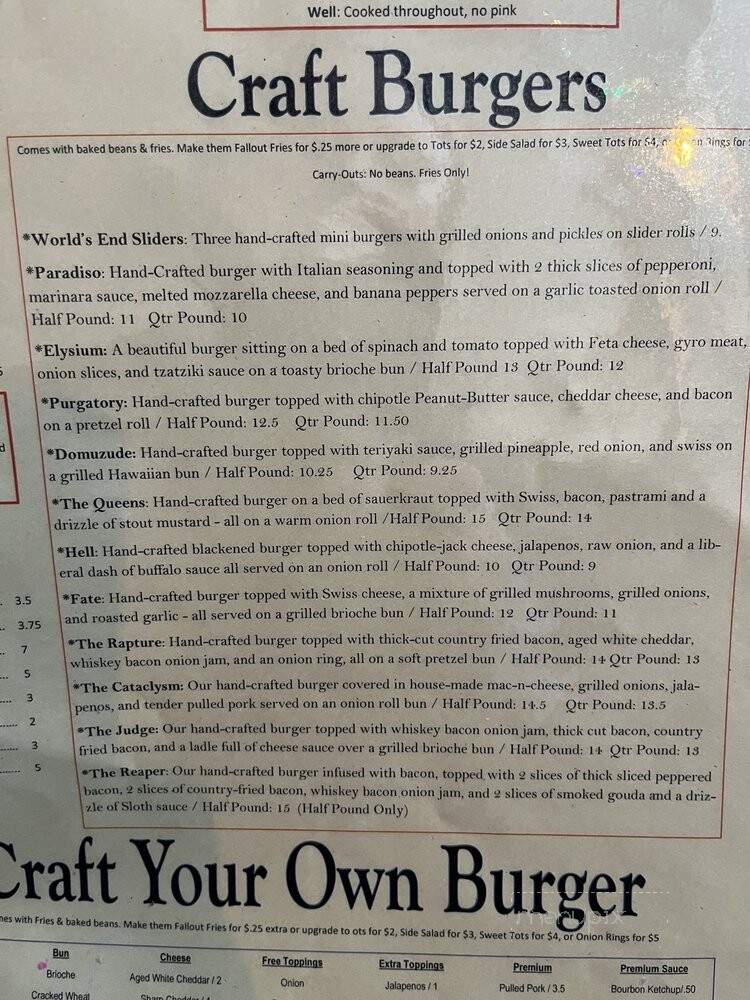 Well: Cooked throughout, no pink
Craft Burgers
Comes with baked beans & fries. Make them Fallout Fries for $.25 more or upgrade to Tots for $2, Side Salad for $3, Sweet Tots for $4, Rings for
Carry-Outs: No beans. Fries Only!
*World's End Sliders: Three hand-crafted mini burgers with grilled onions and pickles on slider rolls / 9.
*Paradiso: Hand-Crafted burger with Italian seasoning and topped with 2 thick slices of pepperoni,
marinara sauce, melted mozzarella cheese, and banana peppers served on a garlic toasted onion roll /
Half Pound: 11 Qtr Pound: 10
*Elysium: A beautiful burger sitting on a bed of spinach and tomato topped with Feta cheese, gyro meat,
onion slices, and tzatziki sauce on a toasty brioche bun / Half Pound 13 Qtr Pound: 12
*Purgatory: Hand-Crafted burger topped with chipotle Peanut-Butter sauce, cheddar cheese, and bacon
on a pretzel roll / Half Pound: 12.5 Qtr Pound: 11.50
*Domuzude: Hand-crafted burger topped with teriyaki sauce, grilled pineapple, red onion, and swiss on
a grilled Hawaiian bun / Half Pound: 10.25 Qtr Pound: 9.25
*The Queens: Hand-crafted burger on a bed of sauerkraut topped with Swiss, bacon, pastrami and a
drizzle of stout mustard - all on a warm onion roll /Half Pound: 15 Qtr Pound: 14
*Hell: Hand-crafted blackened burger topped with chipotle-jack cheese, jalapenos, raw onion, and a lib-
eral dash of buffalo sauce all served on an onion roll / Half Pound: 10 Qtr Pound: 9
*Fate: Hand-crafted burger topped with Swiss cheese, a mixture of grilled mushrooms, grilled onions,
and roasted garlic - all served on a grilled brioche bun / Half Pound: 12 Qtr Pound: 11
*The Rapture: Hand-crafted burger topped with thick-cut country fried bacon, aged white cheddar,
whiskey bacon onion jam, and an onion ring, all on a soft pretzel bun / Half Pound: 14 Qtr Pound: 13
*The Cataclysm: Our hand-crafted burger covered in house-made mac-n-cheese, grilled onions, jala-
penos, and tender pulled pork served on an onion roll bun / Half Pound: 14.5 Qtr Pound: 13.5
*The Judge: Our hand-crafted burger topped with whiskey bacon onion jam, thick cut bacon, country
fried bacon, and a ladle full of cheese sauce over a grilled brioche bun / Half Pound: 14 Qtr Pound: 13
*The Reaper: Our hand-crafted burger infused with bacon, topped with 2 slices of thick sliced peppered
bacon, 2 slices of country-fried bacon, whiskey bacon onion jam, and 2 slices of smoked gouda and a driz-
zle of Sloth sauce / Half Pound: 15 (Half Pound Only)
3.5
3.75
7
5
3
2
3
5
Craft Your Own Burger
mes with Fries & baked beans. Make them Fallout Fries for $.25 extra or upgrade to ots for $2, Side Salad for $3, Sweet Tots for $4, or Onion Rings for $5
Bun Cheese Free Toppings Extra Toppings Premium Premium Sauce
Brioche Aged White Cheddar / 2 Onion Jalapenos / 1 Pulled Pork / 3.5 Bourbon Ketchup/.50
Cracked Wheat